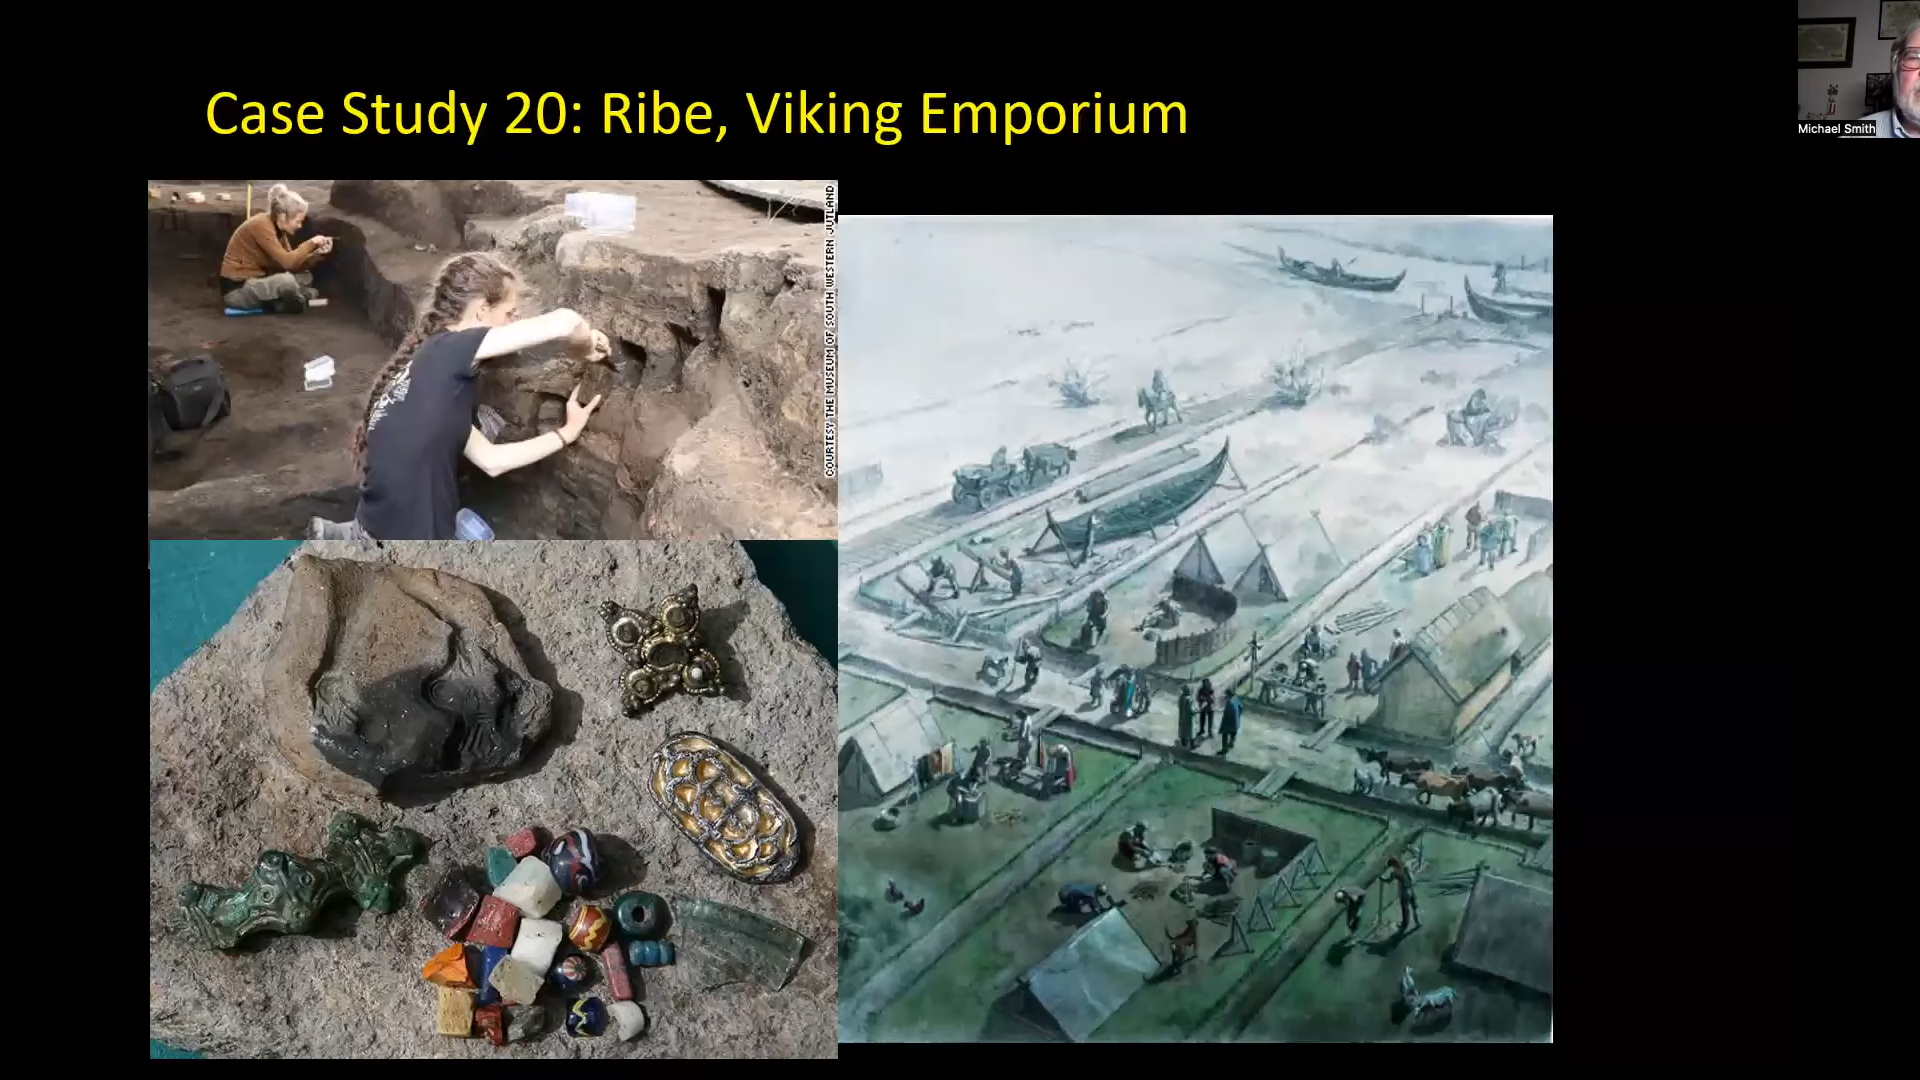 Case Study 20: Ribe, Viking Emporium
Michael Smith
COURTESY THE MUSEUM OF SOUTH WESTERN JUTLAND